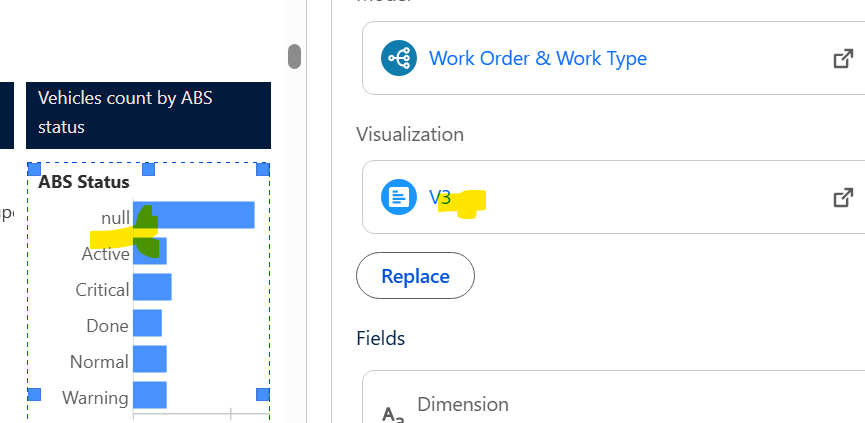 Work Order & Work Type
Vehicles count by ABS
status
Visualization
ABS Status
V3
null
Active
Replace
Critical
Done
Fields
Normal
Warning
Dimension
Aa